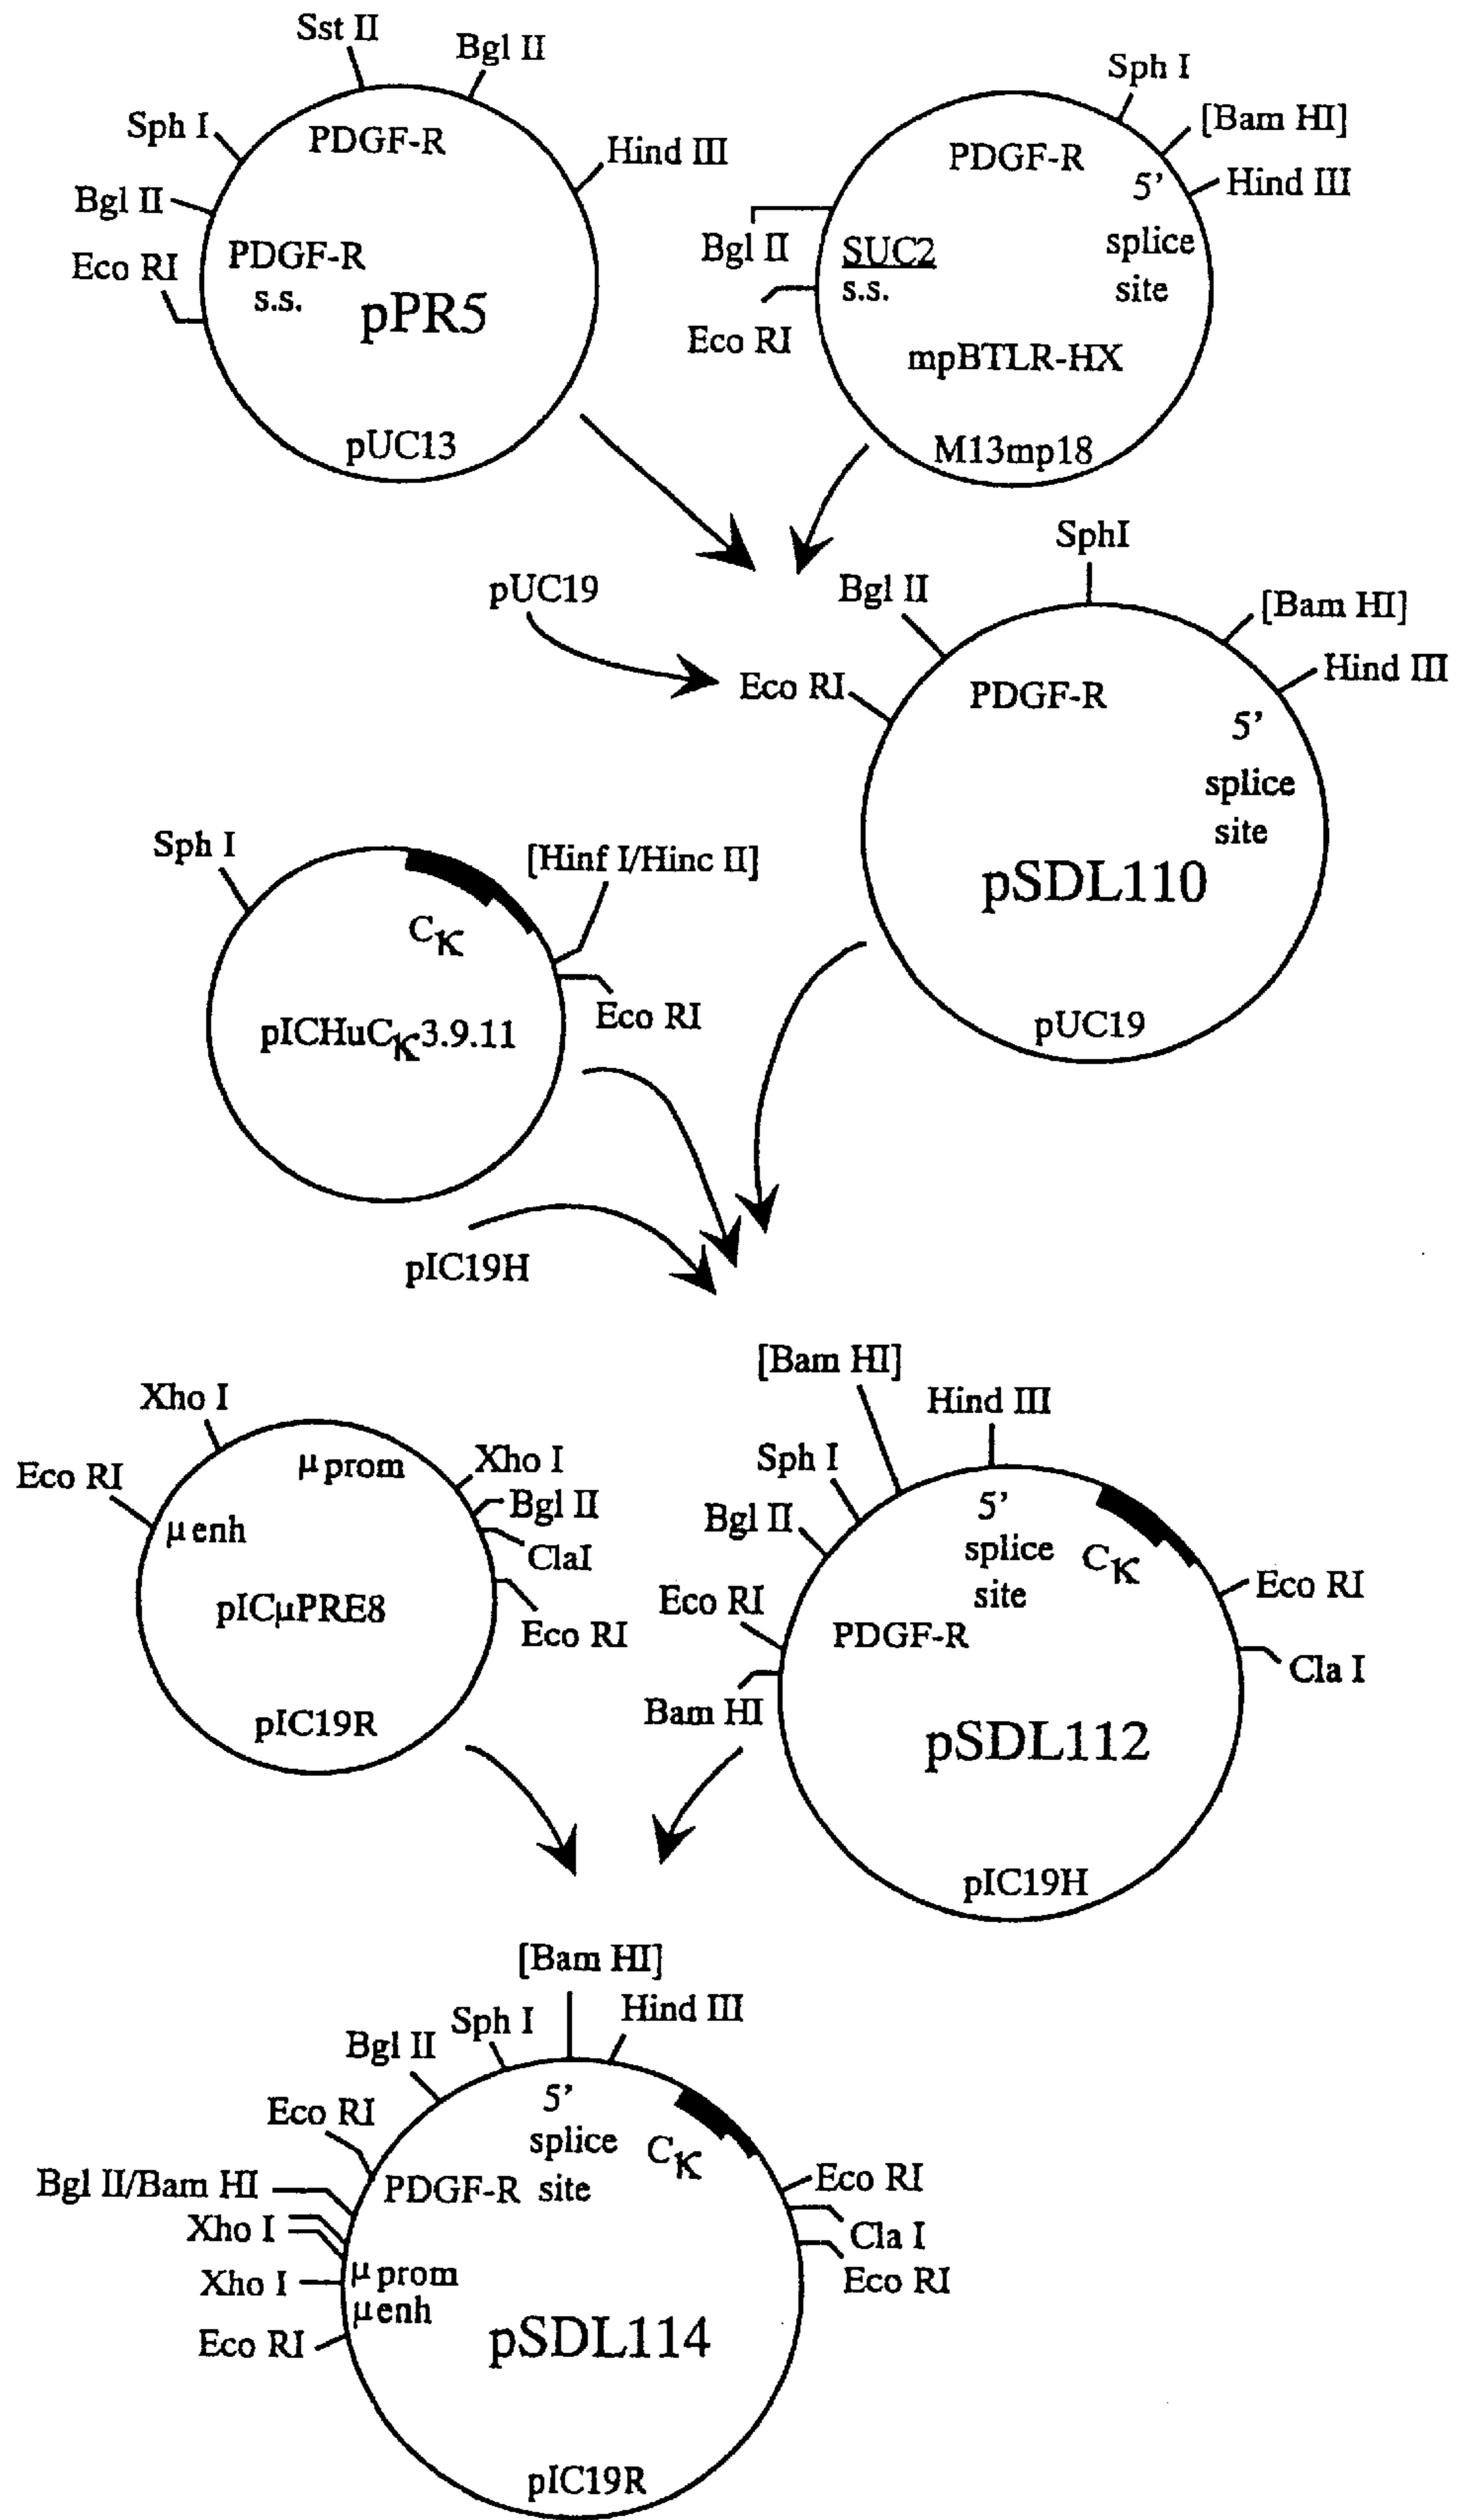 Sst II
Bgl II
Sph I
PDGF-R
Hind III
Bgl II
Eco RI
PDGF-R
s.s.
pPR5
pUC13
Sph I
[Bam HI]
PDGF-R
5'
Hind III
Bgl II
SUC2
s.s.
splice
site
Eco RI
mpBTLR-HX
M13mp18
pUC19
SphI
Bgl II
[Bam HI]
Eco RI
PDGF-R
Hind III
5'
splice
site
pSDL110
pUC19
Sph I
[Hinf I/Hinc II]
Cκ
Eco RI
pICHuCκ3.9.11
pIC19H
Xho I
Eco RI
μ prom
Xho I
μ enh
Bgl II
ClaI
pICμPRE8
Eco RI
pIC19R
[Bam HI]
Hind III
Sph I
Bgl II
5'
splice
site
Cκ
Eco RI
Eco RI
PDGF-R
Cla I
Bam HI
pSDL112
pIC19H
[Bam HI]
Hind III
Sph I
Bgl II
5'
Eco RI
splice
Cκ
Bgl II/Bam HI
PDGF-R site
Eco RI
Xho I
Cla I
Xho I
μ prom
Eco RI
μ enh
Eco RI
pSDL114
pIC19R